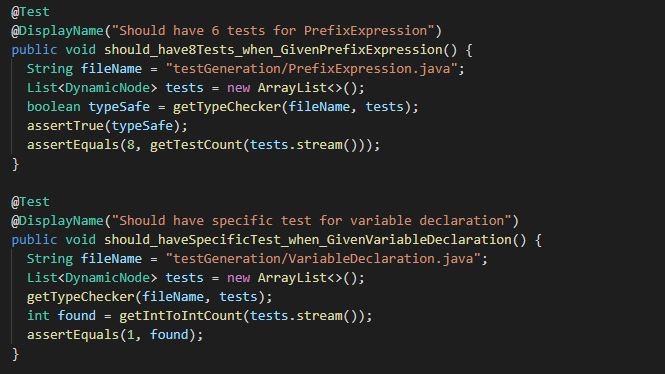 @Test
@DisplayName("Should have 6 tests for PrefixExpression")
public void should_have8Tests_when_GivenPrefixExpression() {
  String fileName = "testGeneration/PrefixExpression.java";
  List<DynamicNode> tests = new ArrayList<>();
  boolean typeSafe = getTypeChecker(fileName, tests);
  assertTrue(typeSafe);
  assertEquals(8, getTestCount(tests.stream()));
}

@Test
@DisplayName("Should have specific test for variable declaration")
public void should_haveSpecificTest_when_GivenVariableDeclaration() {
  String fileName = "testGeneration/VariableDeclaration.java";
  List<DynamicNode> tests = new ArrayList<>();
  getTypeChecker(fileName, tests);
  int found = getIntToIntCount(tests.stream());
  assertEquals(1, found);
}